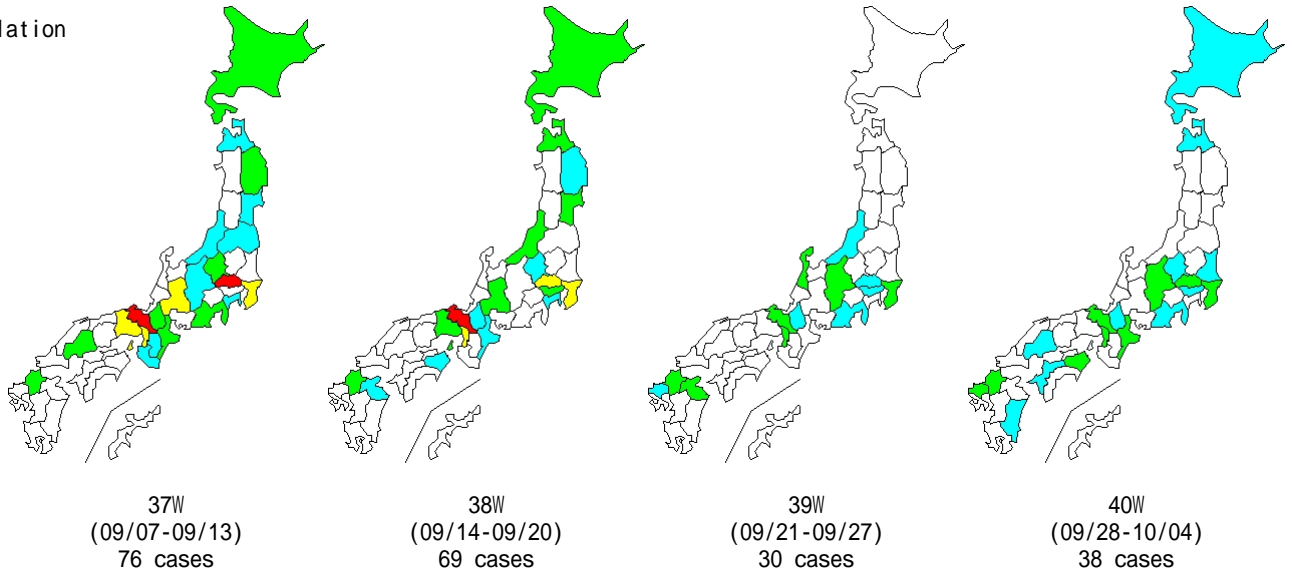 lation
37W
(09/07-09/13)
76 cases
38W
(09/14-09/20)
69 cases
39W
(09/21-09/27)
30 cases
40W
(09/28-10/04)
38 cases